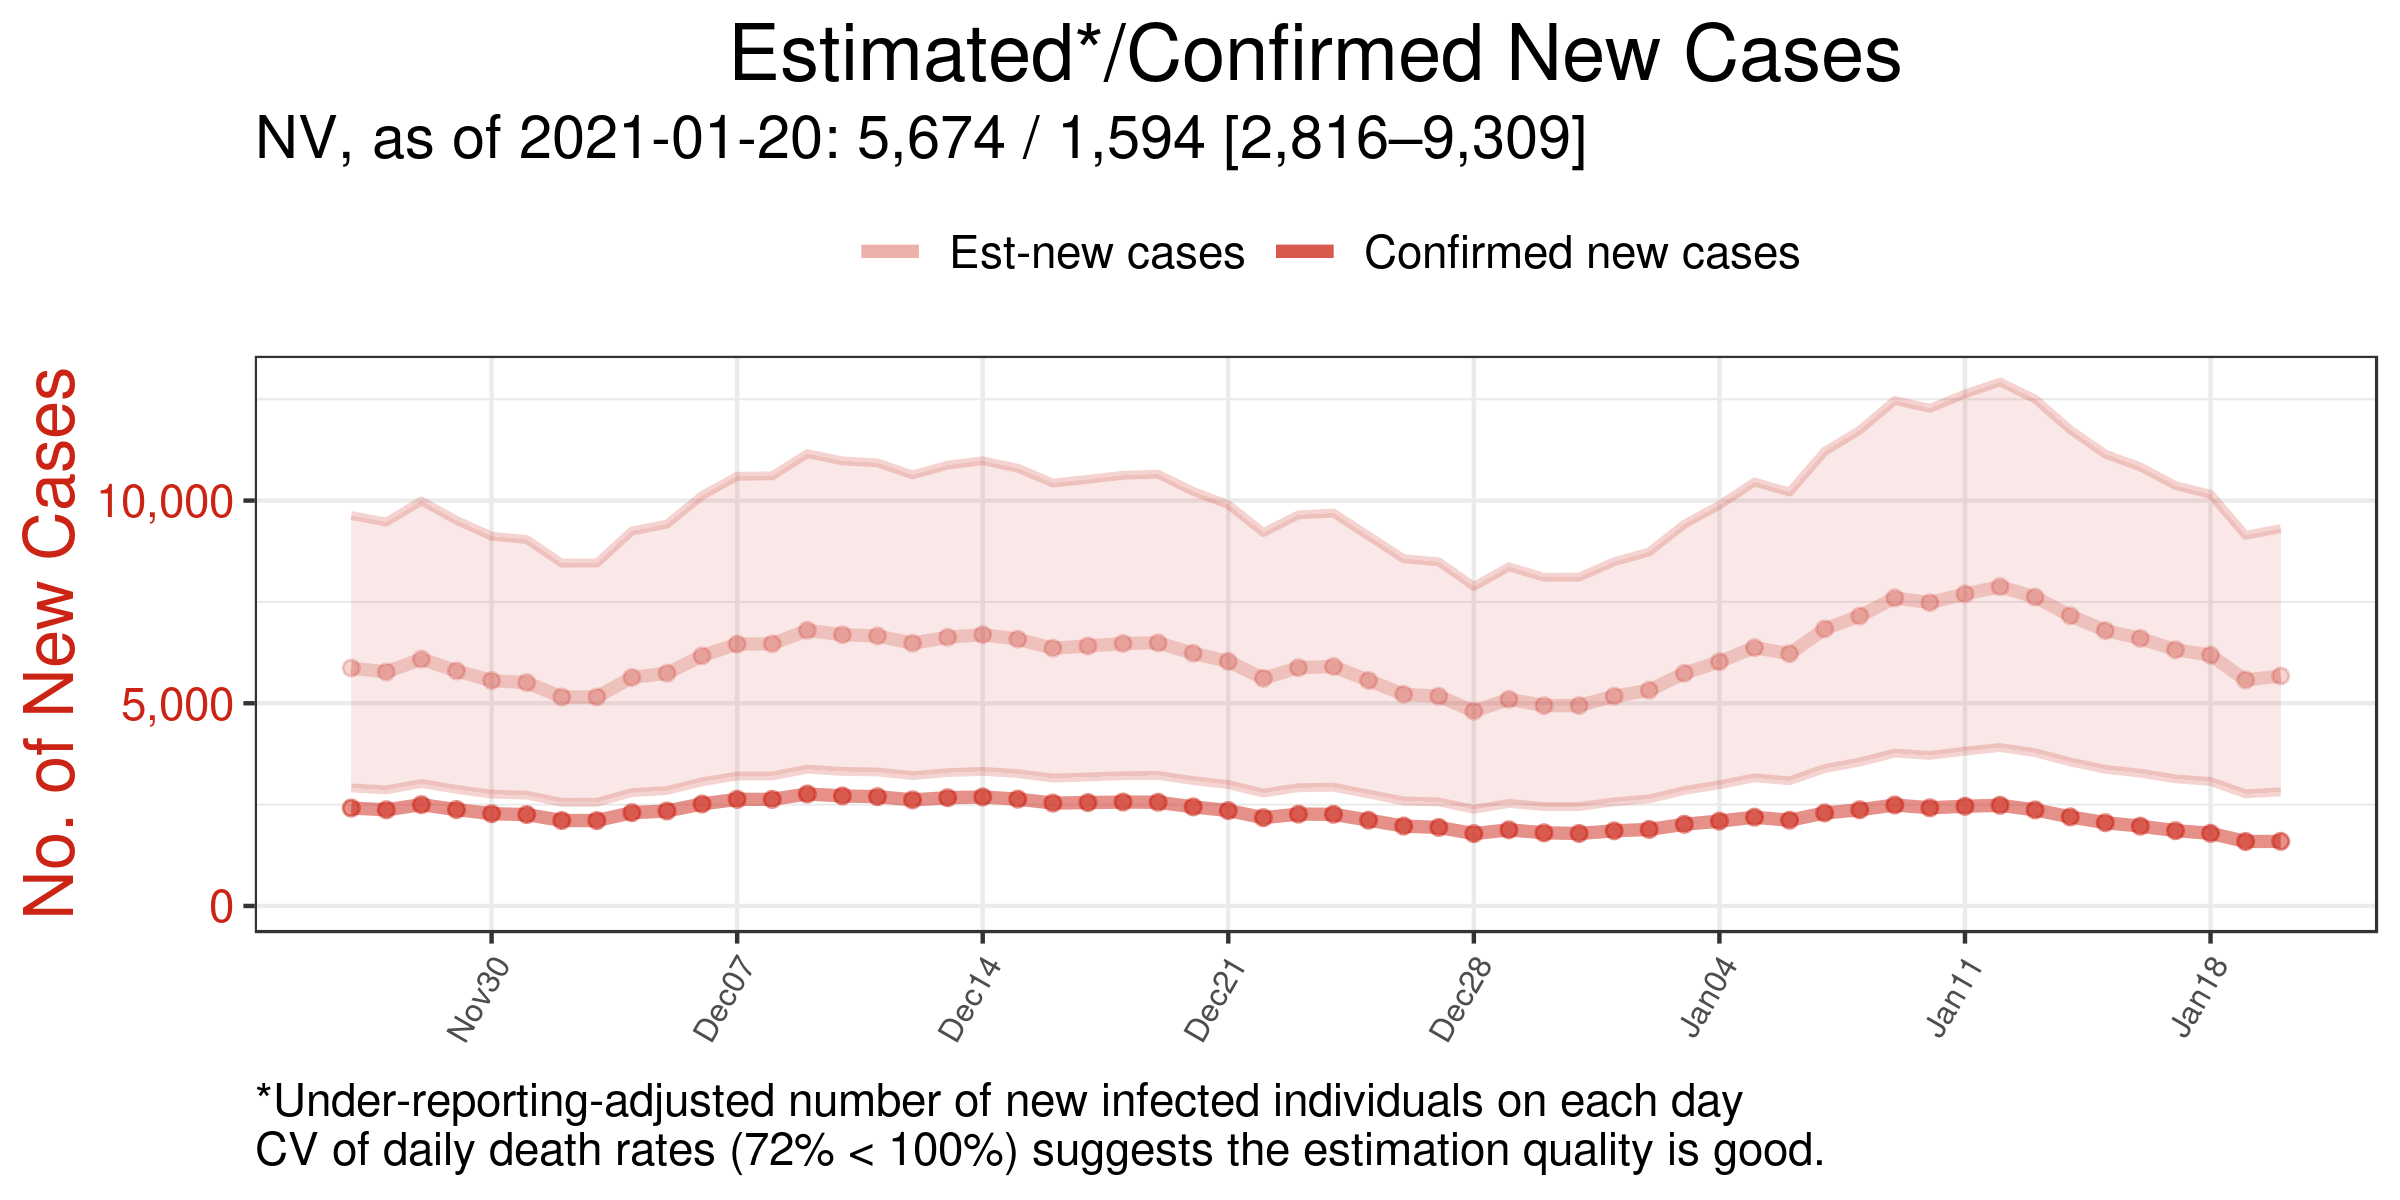 Estimated*/Confirmed New Cases
NV, as of 2021-01-20: 5,674 / 1,594 [2,816–9,309]
Est-new cases
Confirmed new cases
No. of New Cases
10,000
5,000
0
Nov30
Dec07
Dec14
Dec21
Dec28
Jan04
Jan11
Jan18
*Under-reporting-adjusted number of new infected individuals on each day
CV of daily death rates (72% < 100%) suggests the estimation quality is good.